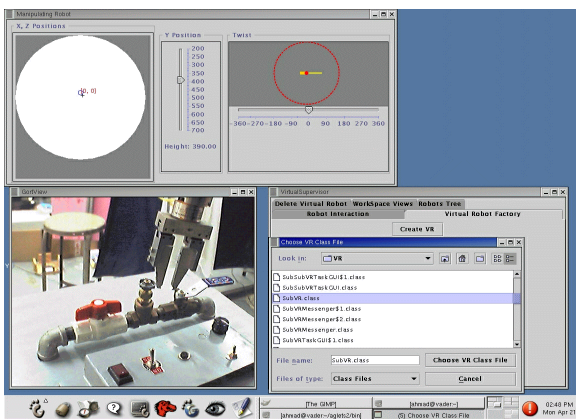 Manipulating Robot
X, Z Positions
[0, 0]
Y Position
200
250
300
350
400
450
500
550
600
650
700
Height: 390.00
Twist
-360 -270 -180 -90 0 90 180 270 360
GotIView
VirtualSupervisor
Delete Virtual Robot WorkSpace Views Robots Tree
Robot Interaction Virtual Robot Factory
Create VR
Choose VR Class File
Look in: VR
SubSubVRTaskGUI$1.class
SubSubVRTaskGUI.class
SubVR.class
SubVRMessenger$1.class
SubVRMessenger$2.class
SubVRMessenger.class
SubVRTaskGUI$1.class
File name: SubVR.class Choose VR Class File
Files of type: Class Files Cancel
[The GIMP] [ahmad@vader:~]
[ahmad@vader:~/aglets2/bin] (5) Choose VR Class File
02:40 PM
Mon Apr 21